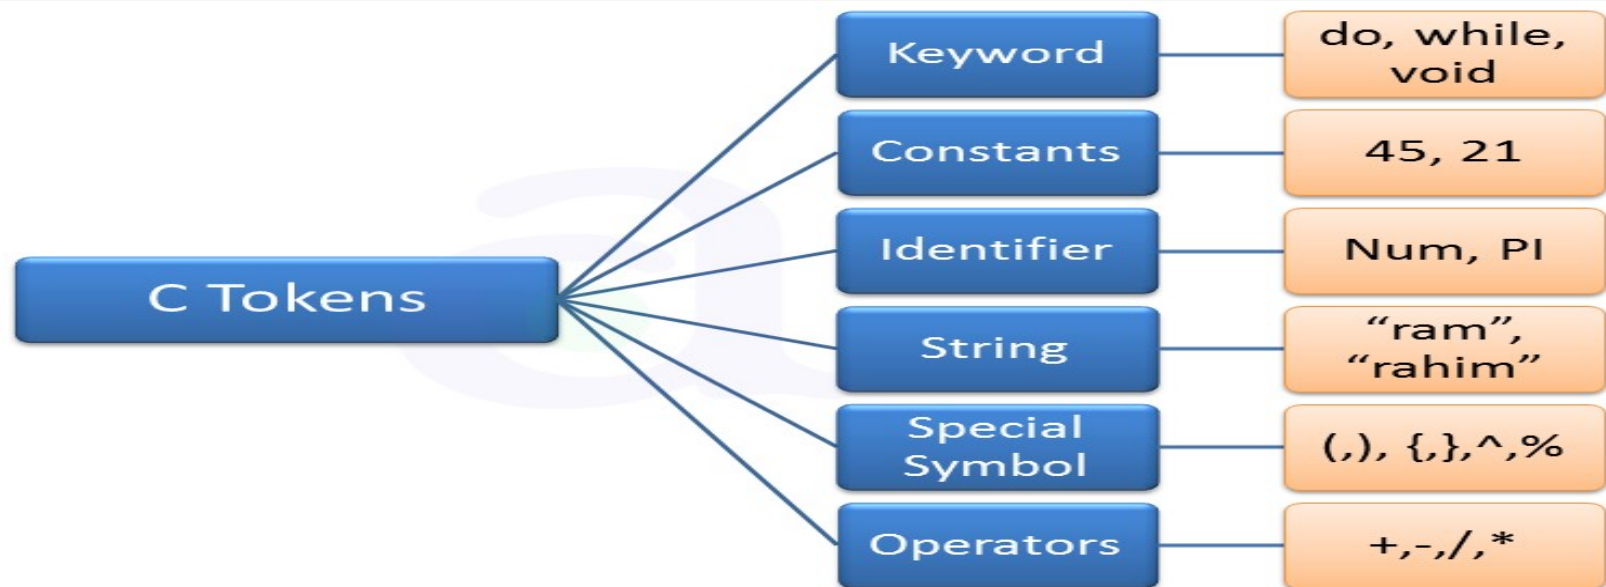 C Tokens
Keyword
do, while,
void
Constants
45, 21
Identifier
Num, PI
String
“ram”,
“rahim”
Special
Symbol
(,), {,},^,%
Operators
+,-,/,*